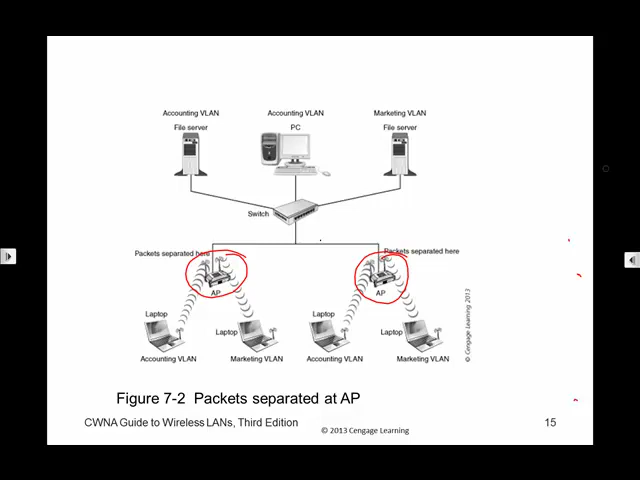 Accounting VLAN
Accounting VLAN
Marketing VLAN
File server
PC
File server
Switch
Packets separated here
Packets separated here
AP
AP
Laptop
Laptop
Laptop
Laptop
Accounting VLAN
Marketing VLAN
Accounting VLAN
Marketing VLAN
© Cengage Learning 2013
Figure 7-2 Packets separated at AP
CWNA Guide to Wireless LANs, Third Edition
© 2013 Cengage Learning
15